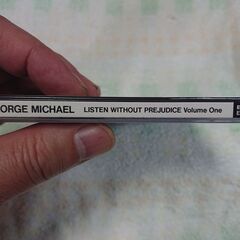 ORGE MICHAEL LISTEN WITHOUT PREJUDICE Volume One